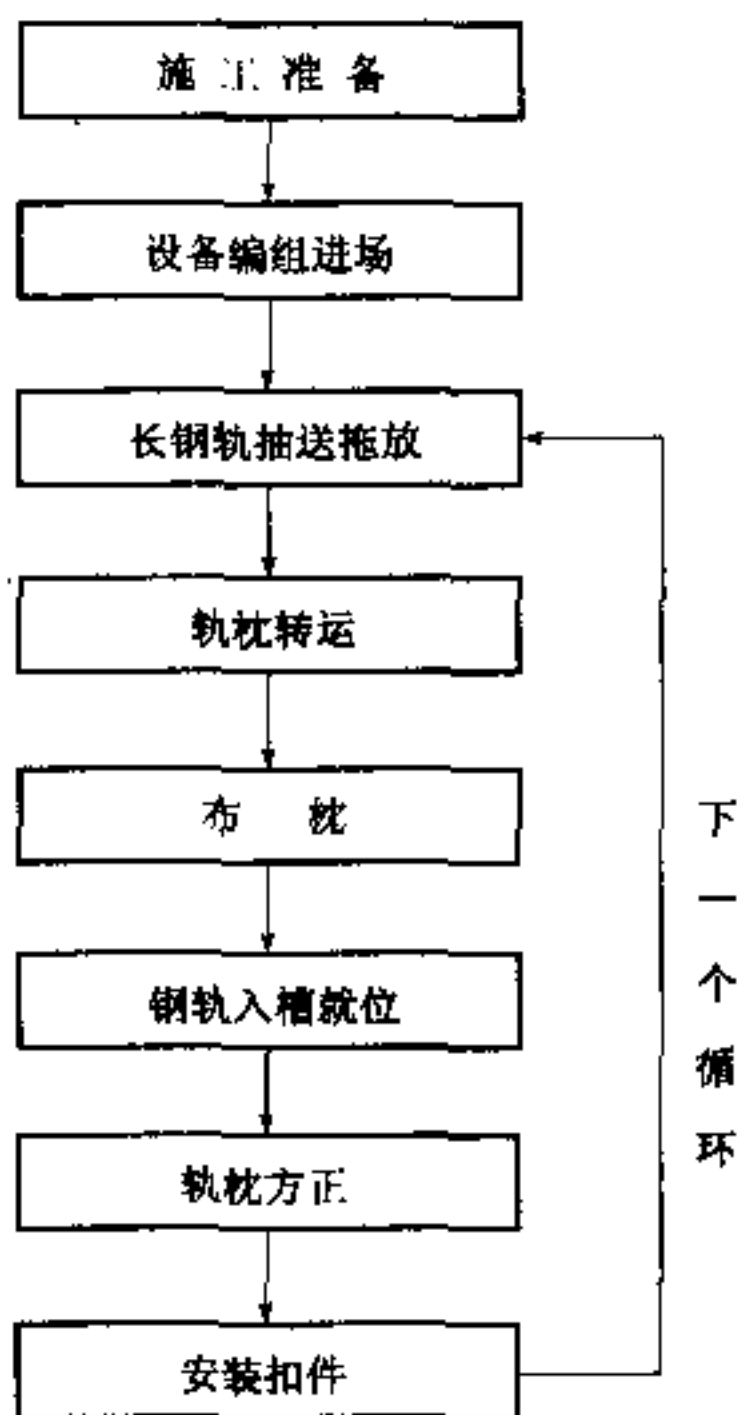 施工准备
设备编组进场
长钢轨抽送拖放
轨枕转运
布枕
钢轨入槽就位
轨枕方正
安装扣件
下一个循环